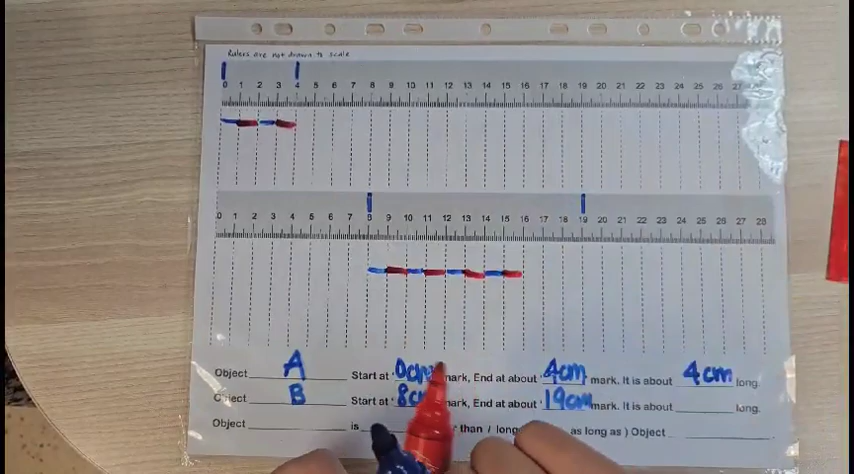 Rulers are not drawn to scale
0 1 2 3 4 5 6 7 8 9 10 11 12 13 14 15 16 17 18 19 20 21 22 23 24 25 26 27
0 1 2 3 4 5 6 7 8 9 10 11 12 13 14 15 16 17 18 19 20 21 22 23 24 25 26 27 28
Object A Start at '0cm mark, End at about '4cm mark. It is about 4cm long.
Object B Start at '8cm mark, End at about '19cm mark. It is about long.
Object is than / as long as ) Object